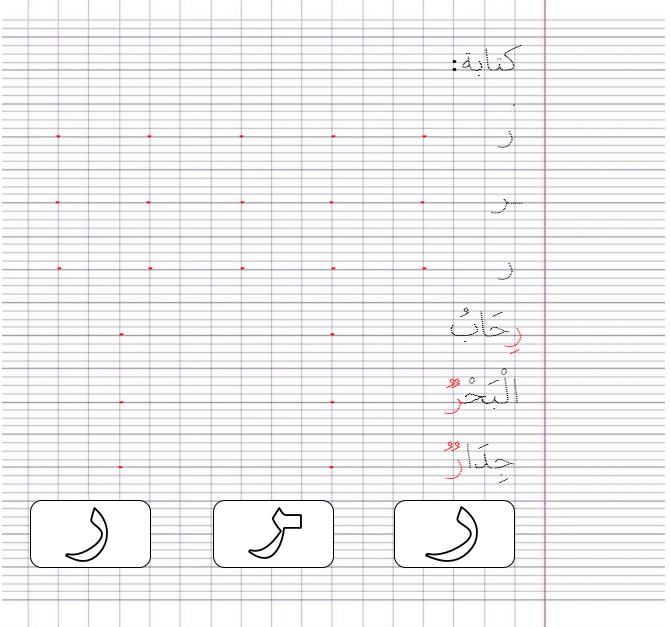 كتابة:
ر
ـر
ر
رِحَابُ
الْبَحْرٌ
جِدَارٌ
ر ـر ر